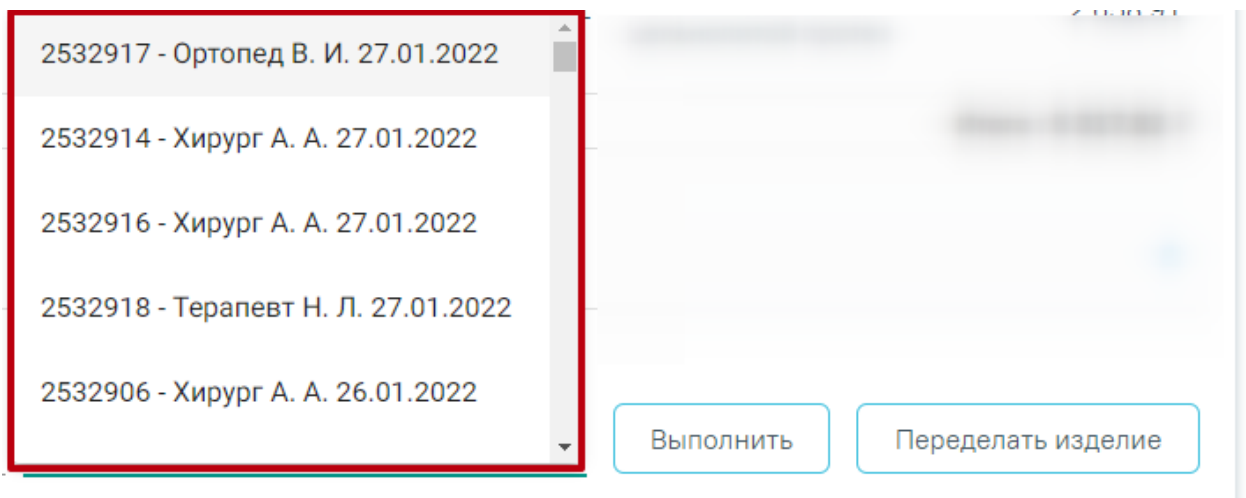 2532917 - Ортопед В. И. 27.01.2022
2532914 - Хирург А. А. 27.01.2022
2532916 - Хирург А. А. 27.01.2022
2532918 - Терапевт Н. Л. 27.01.2022
2532906 - Хирург А. А. 26.01.2022
Выполнить
Переделать изделие